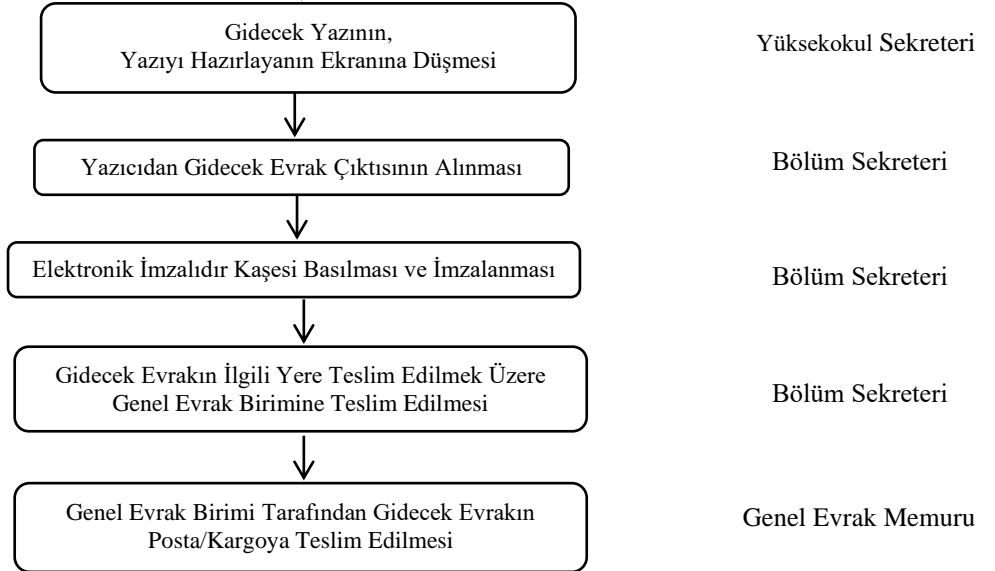 Gidecek Yazının,
Yazıyı Hazırlayanın Ekranına Düşmesi
Yüksekokul Sekreteri
Yazıcıdan Gidecek Evrak Çıktısının Alınması
Bölüm Sekreteri
Elektronik İmzalıdır Kaşesi Basılması ve İmzalanması
Bölüm Sekreteri
Gidecek Evrakın İlgili Yere Teslim Edilmek Üzere
Genel Evrak Birimine Teslim Edilmesi
Bölüm Sekreteri
Genel Evrak Birimi Tarafından Gidecek Evrakın
Posta/Kargoya Teslim Edilmesi
Genel Evrak Memuru